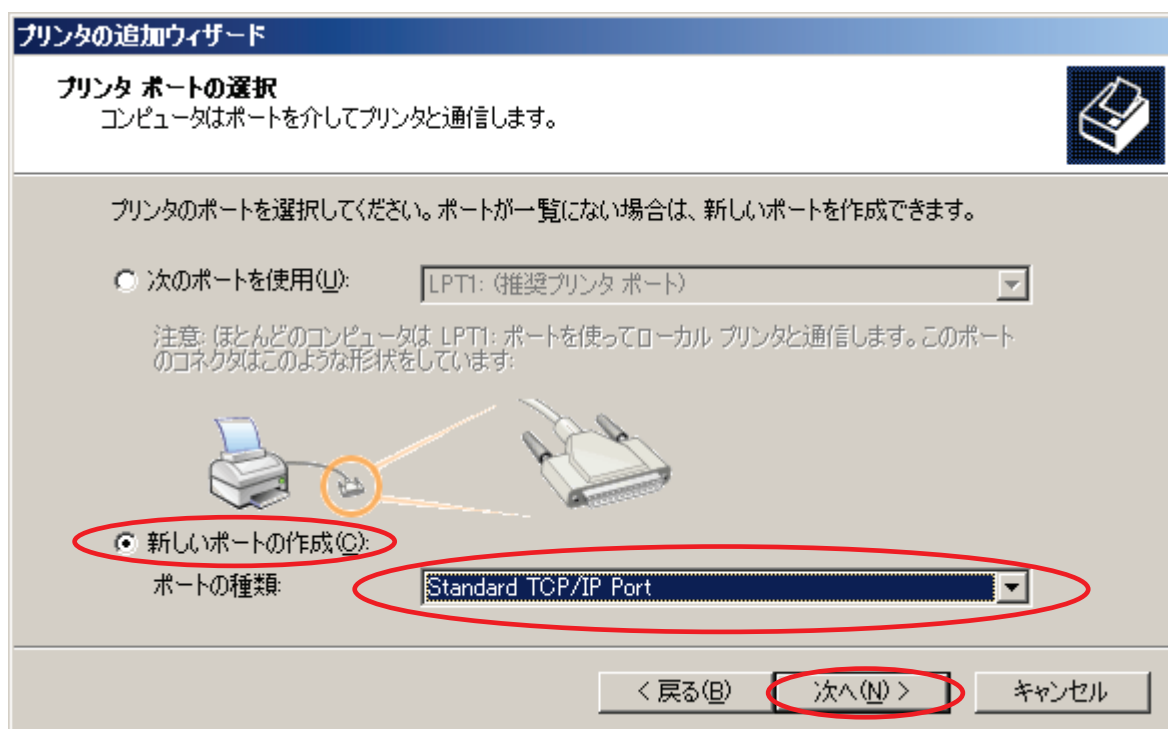 プリンタの追加ウィザード
プリンタ ポートの選択
コンピュータはポートを介してプリンタと通信します。
プリンタのポートを選択してください。ポートが一覧にない場合は、新しいポートを作成できます。
次のポートを使用(U): LPT1: (推奨プリンタ ポート)
注意: ほとんどのコンピュータは LPT1: ポートを使ってローカル プリンタと通信します。このポート
のコネクタはこのような形状をしています:
新しいポートの作成(C):
ポートの種類: Standard TCP/IP Port
< 戻る(B) 次へ(N) > キャンセル